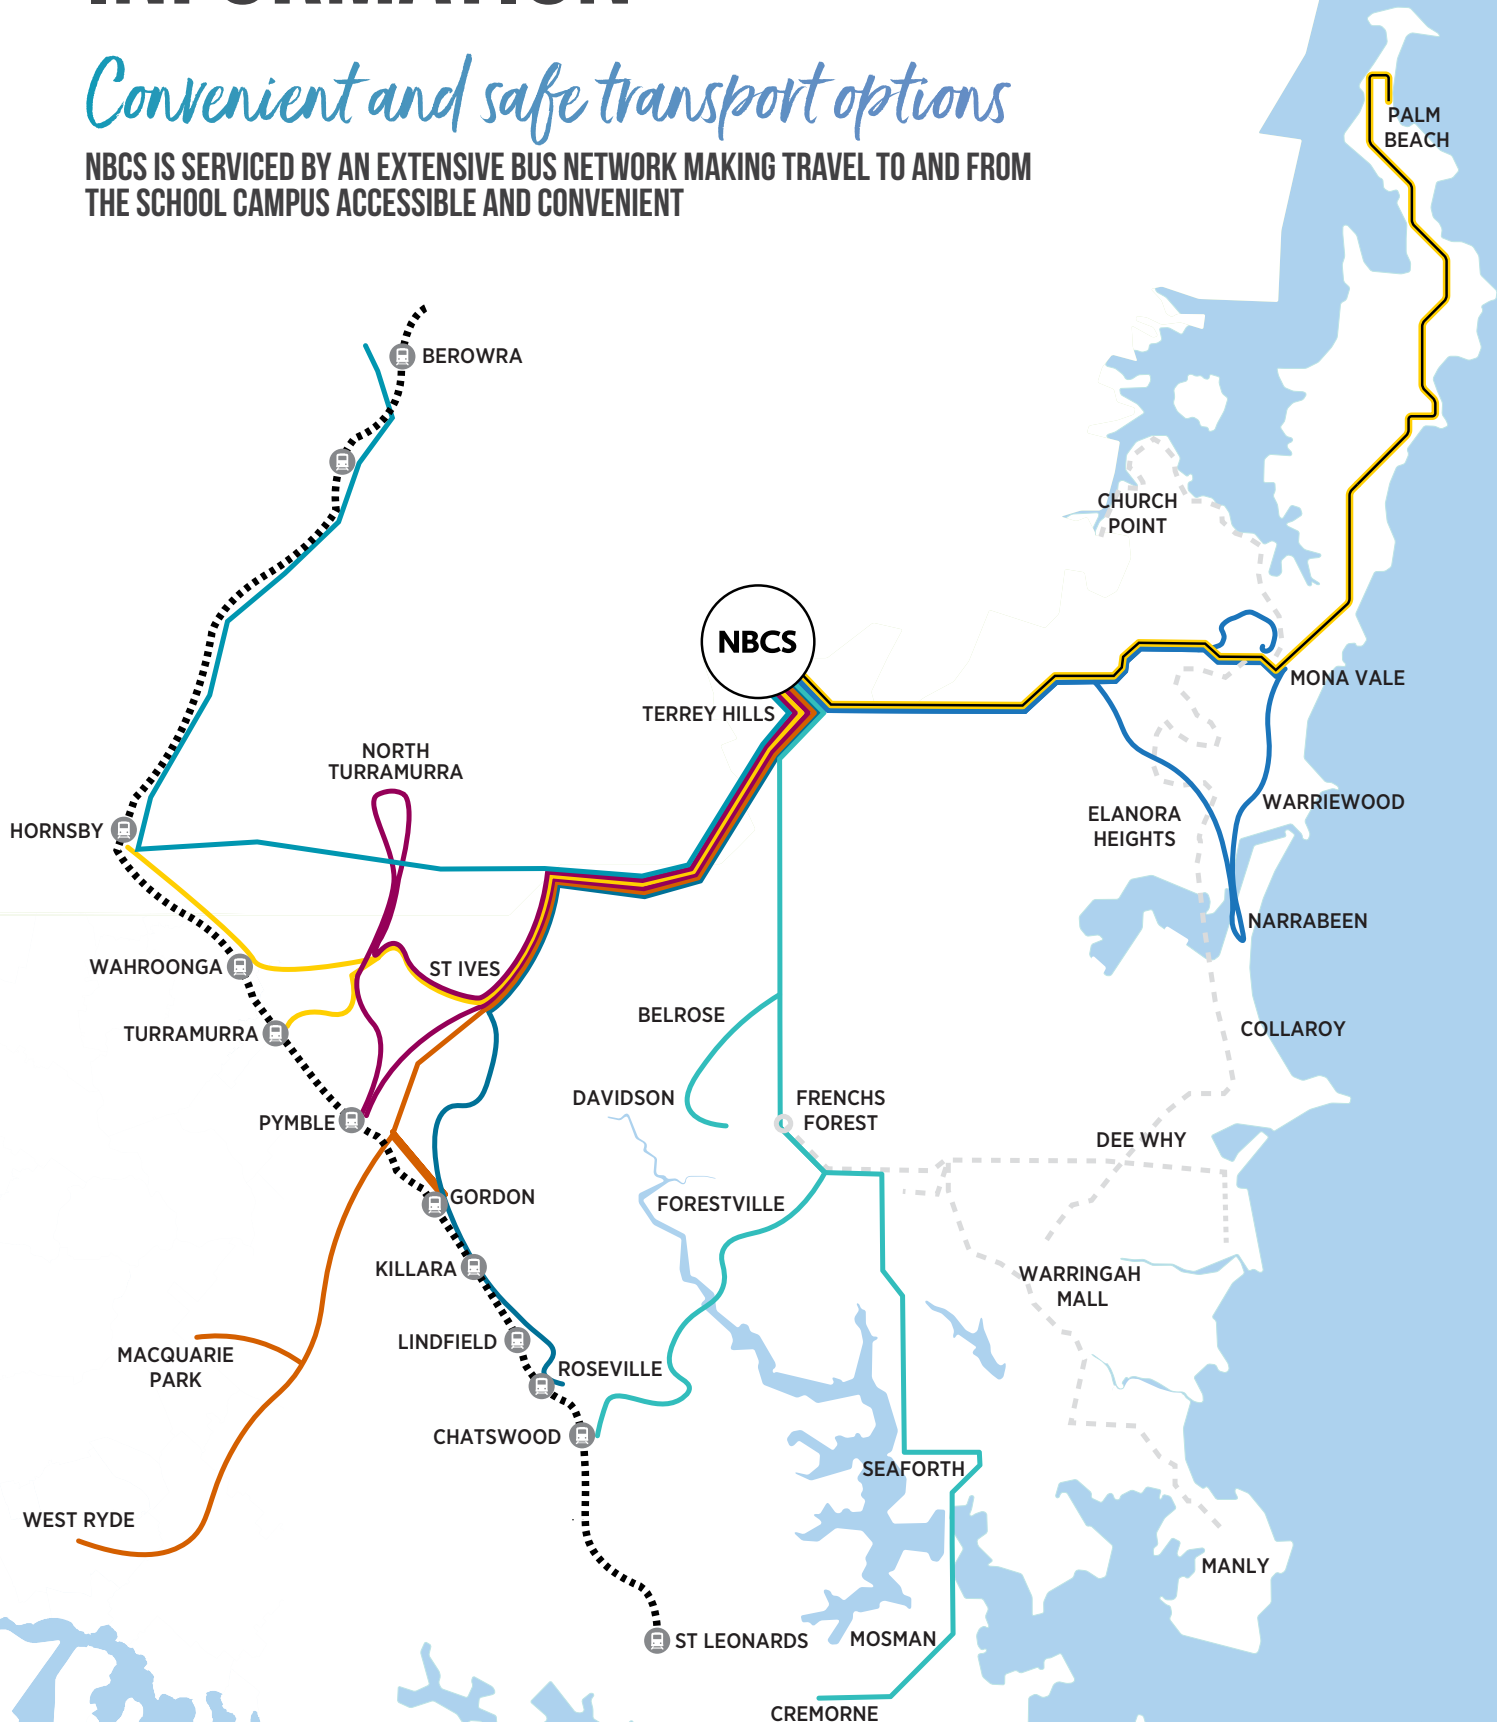 INFORMATION
Convenient and safe transport options
NBCS IS SERVICED BY AN EXTENSIVE BUS NETWORK MAKING TRAVEL TO AND FROM
THE SCHOOL CAMPUS ACCESSIBLE AND CONVENIENT
PALM
BEACH
BEROWRA
CHURCH
POINT
NBCS
MONA VALE
TERREY HILLS
NORTH
TURRAMURRA
WARRIEWOOD
ELANORA
HEIGHTS
HORNSBY
NARRABEEN
WAHROONGA
ST IVES
BELROSE
COLLAROY
TURRAMURRA
DAVIDSON
FRENCHS
FOREST
PYMBLE
DEE WHY
GORDON
FORESTVILLE
KILLARA
WARRINGAH
MALL
LINDFIELD
MACQUARIE
PARK
ROSEVILLE
CHATSWOOD
SEAFORTH
WEST RYDE
MANLY
ST LEONARDS
MOSMAN
CREMORNE